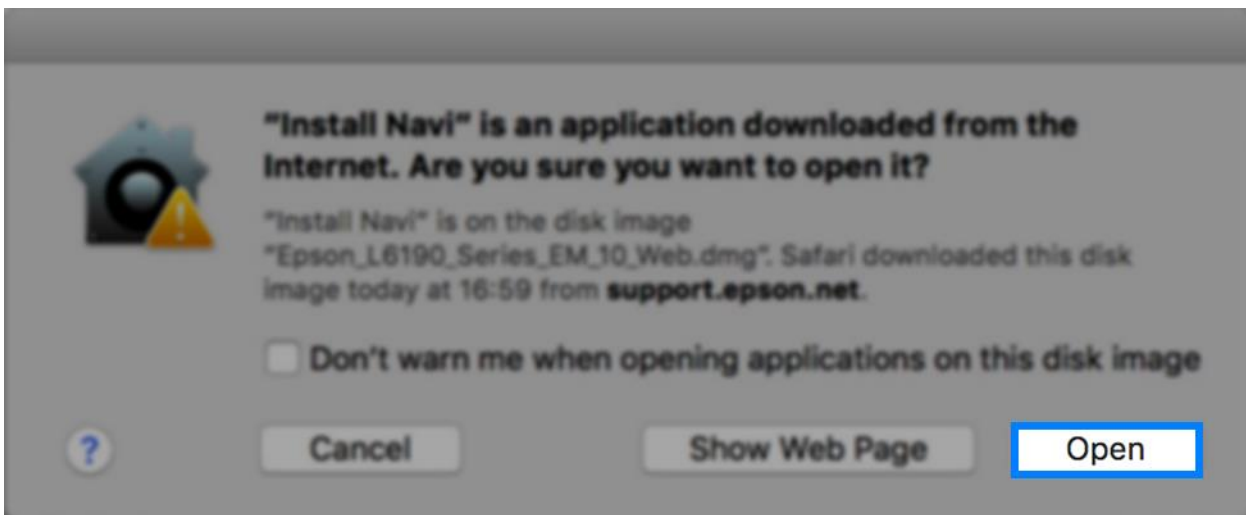 "Install Navi" is an application downloaded from the
Internet. Are you sure you want to open it?
"Install Navi" is on the disk image
"Epson_L6190_Series_EM_10_Web.dmg". Safari downloaded this disk
image today at 16:59 from support.epson.net.
Don't warn me when opening applications on this disk image
? Cancel Show Web Page Open